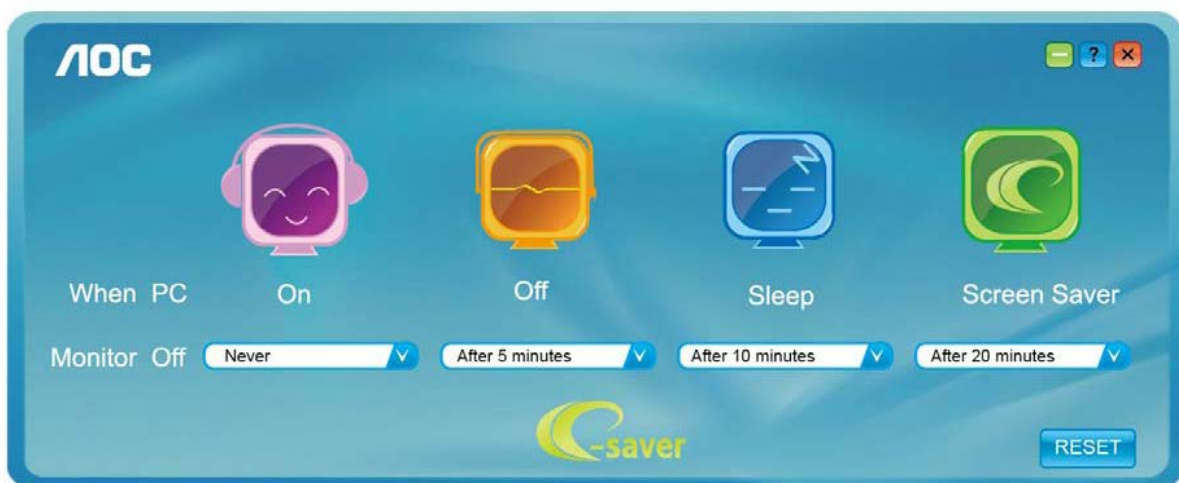 AOC
?
When PC On Off Sleep Screen Saver
Monitor Off Never After 5 minutes After 10 minutes After 20 minutes
e-saver
RESET